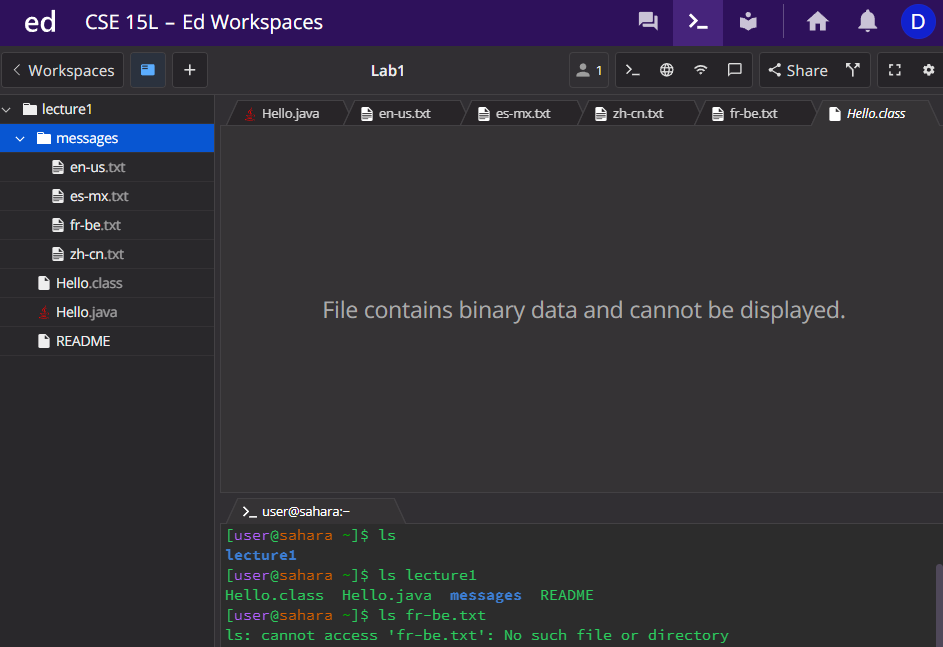 ed CSE 15L – Ed Workspaces D
Workspaces + Lab1 1 Share
lecture1
messages
en-us.txt
es-mx.txt
fr-be.txt
zh-cn.txt
Hello.class
Hello.java
README
Hello.java en-us.txt es-mx.txt zh-cn.txt fr-be.txt Hello.class
File contains binary data and cannot be displayed.
user@sahara:~
[user@sahara ~]$ ls
lecture1
[user@sahara ~]$ ls lecture1
Hello.class Hello.java messages README
[user@sahara ~]$ ls fr-be.txt
ls: cannot access 'fr-be.txt': No such file or directory